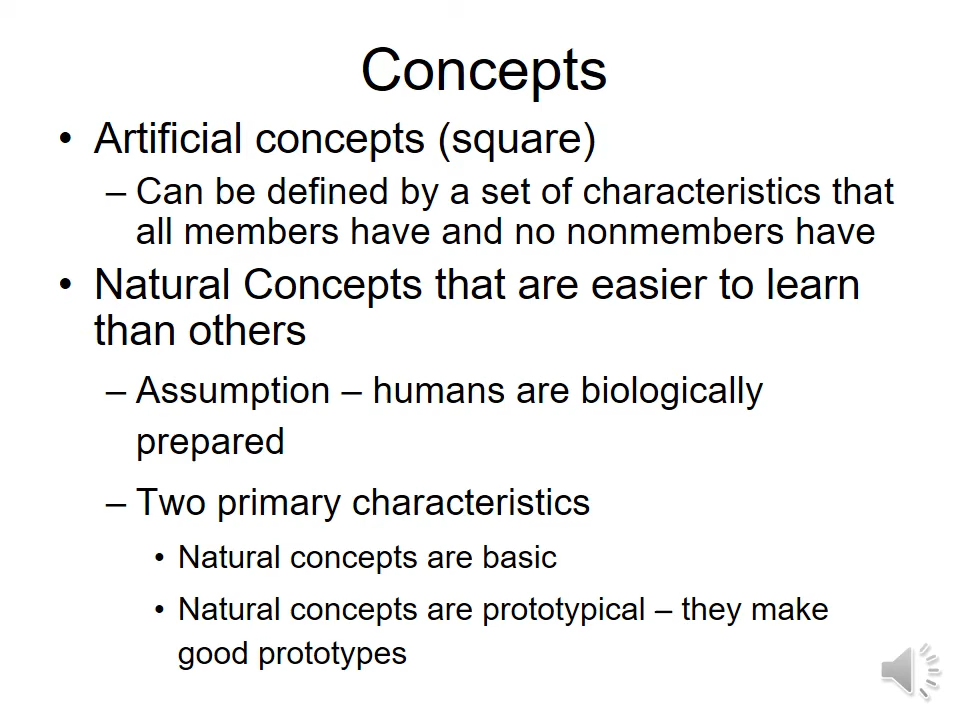 Concepts
• Artificial concepts (square)
– Can be defined by a set of characteristics that
all members have and no nonmembers have
• Natural Concepts that are easier to learn
than others
– Assumption – humans are biologically
prepared
– Two primary characteristics
• Natural concepts are basic
• Natural concepts are prototypical – they make
good prototypes